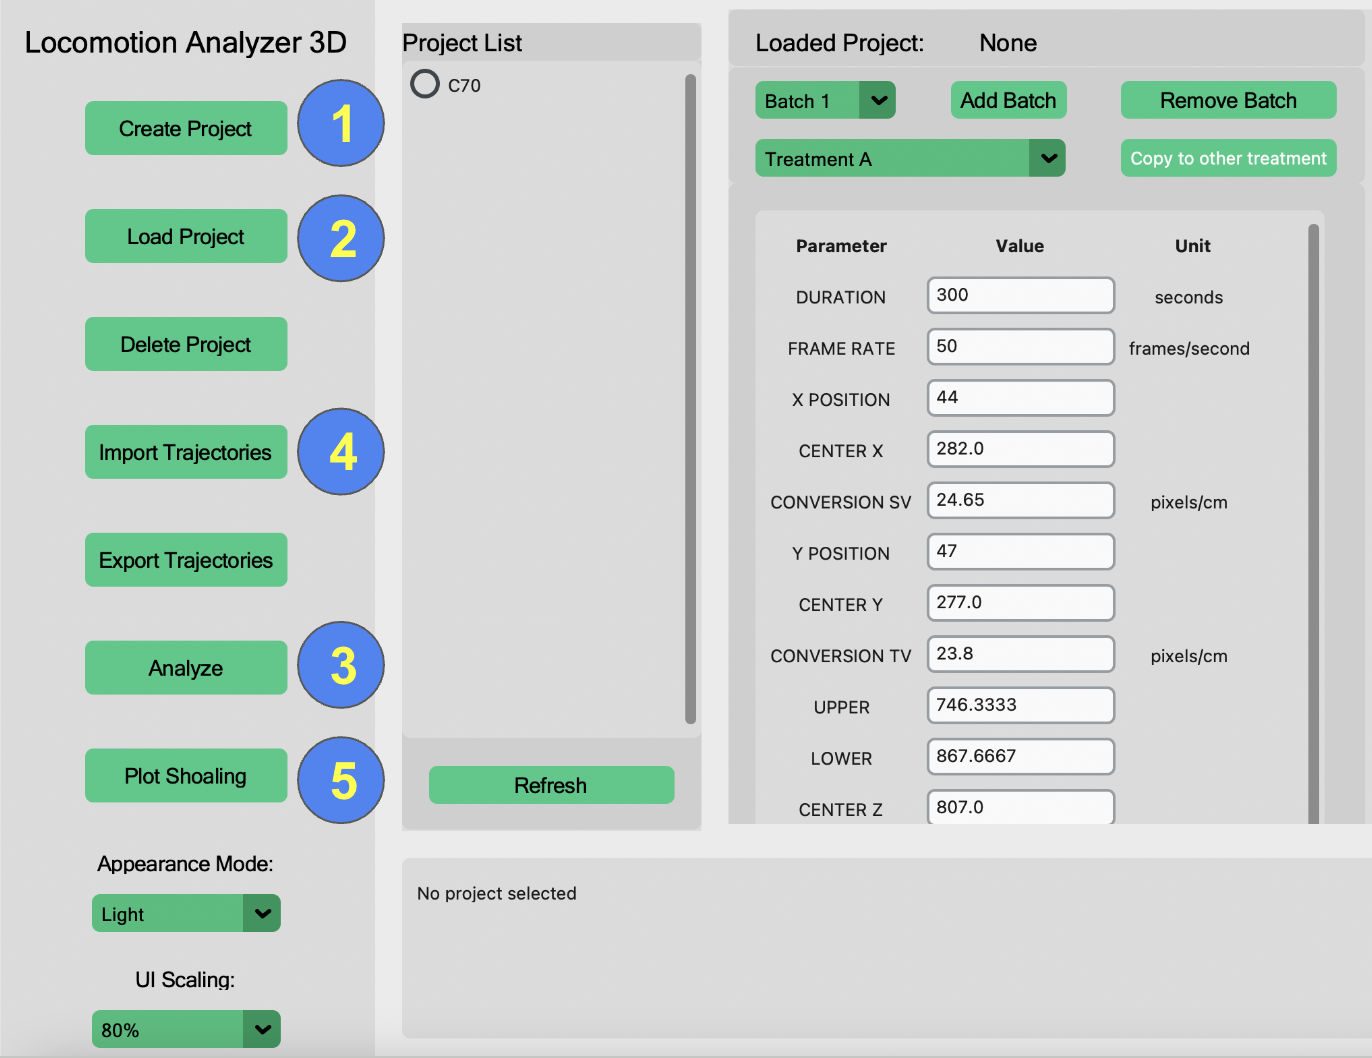 Locomotion Analyzer 3D
Create Project
1
Load Project
2
Delete Project
Import Trajectories
4
Export Trajectories
Analyze
3
Plot Shoaling
5
Appearance Mode:
Light
UI Scaling:
80%
Project List
C70
Refresh
Loaded Project: None
Batch 1
Add Batch
Remove Batch
Treatment A
Copy to other treatment
Parameter Value Unit
DURATION 300 seconds
FRAME RATE 50 frames/second
X POSITION 44
CENTER X 282.0
CONVERSION SV 24.65 pixels/cm
Y POSITION 47
CENTER Y 277.0
CONVERSION TV 23.8 pixels/cm
UPPER 746.3333
LOWER 867.6667
CENTER Z 807.0
No project selected